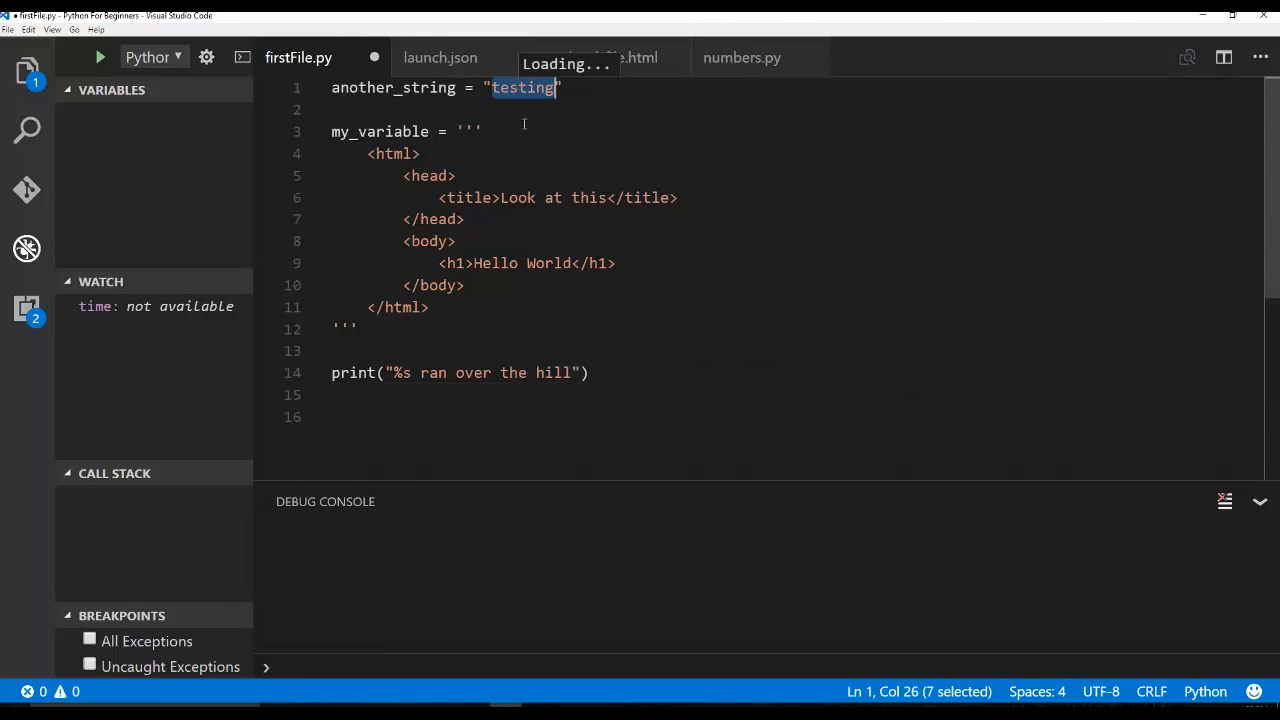 • firstFile.py - Python For Beginners - Visual Studio Code
File Edit View Go Help
Python
firstFile.py
launch.json
file.html
numbers.py
Loading...
1
VARIABLES
WATCH
time: not available
2
CALL STACK
BREAKPOINTS
All Exceptions
Uncaught Exceptions
1 another_string = "testing"
2
3 my_variable = '''
4 <html>
5 <head>
6 <title>Look at this</title>
7 </head>
8 <body>
9 <h1>Hello World</h1>
10 </body>
11 </html>
12 '''
13
14 print("%s ran over the hill")
15
16
DEBUG CONSOLE
0 0
Ln 1, Col 26 (7 selected) Spaces: 4 UTF-8 CRLF Python